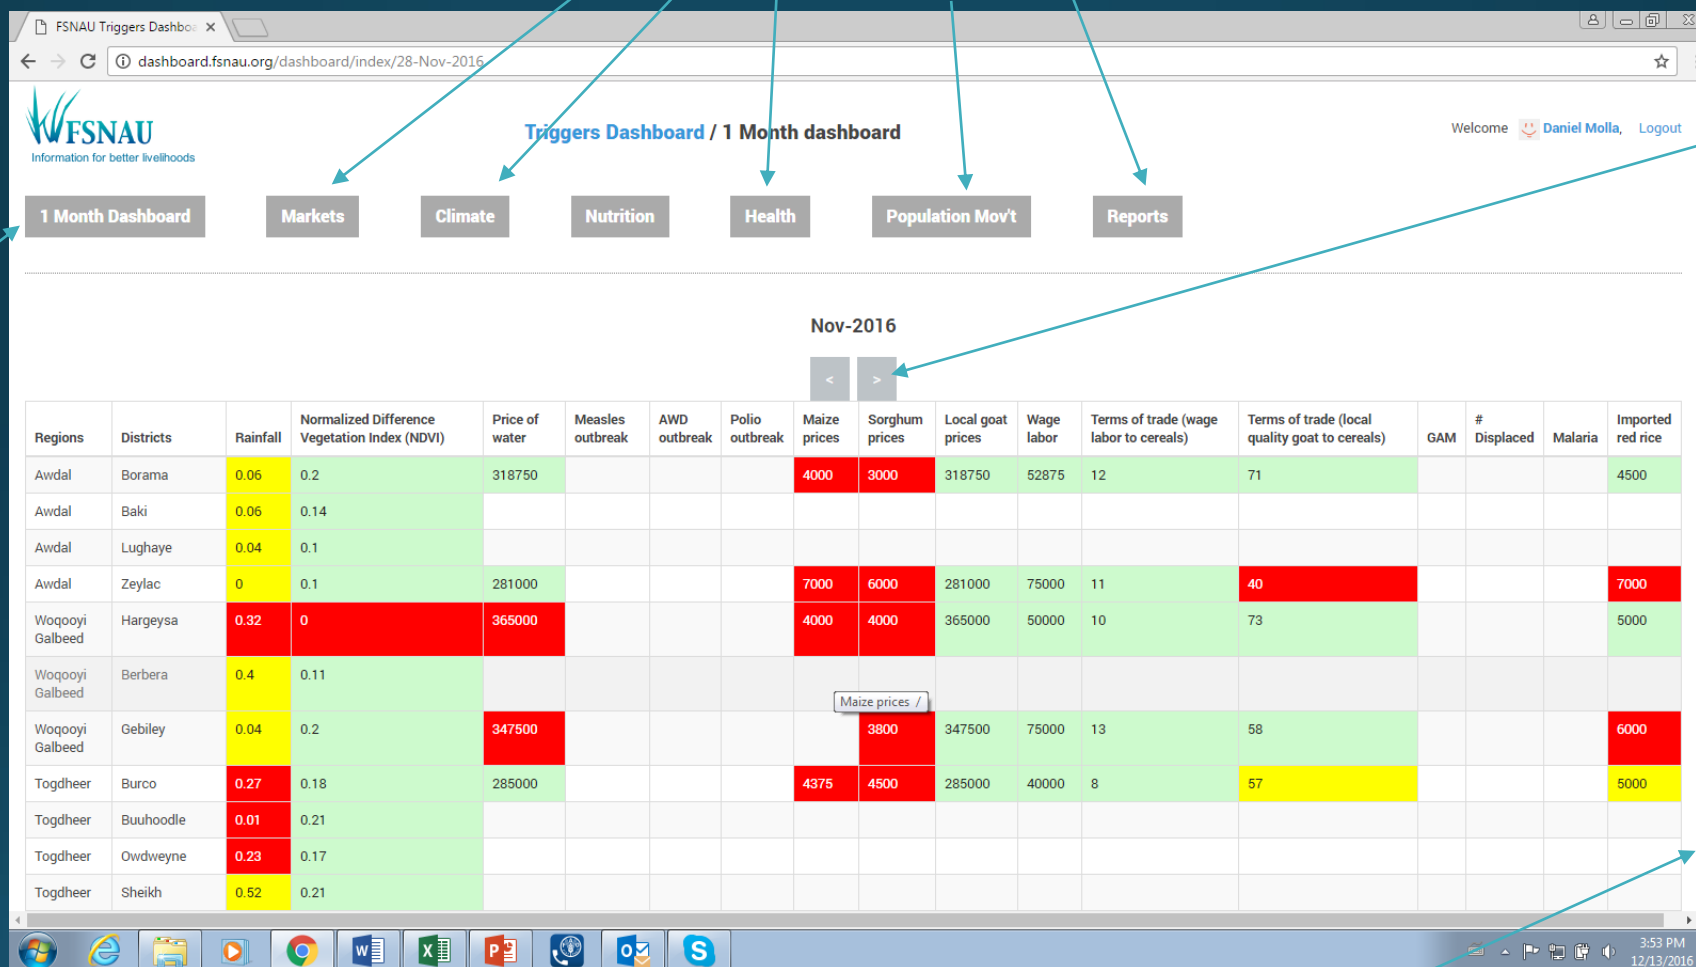 FSNAU Triggers Dashboa
dashboard.fsnau.org/dashboard/index/28-Nov-2016
FSNAU
Information for better livelihoods
Triggers Dashboard / 1 Month dashboard
Welcome Daniel Molla, Logout
1 Month Dashboard Markets Climate Nutrition Health Population Mov't Reports
Nov-2016
< >
Regions Districts Rainfall Normalized Difference Vegetation Index (NDVI) Price of water Measles outbreak AWD outbreak Polio outbreak Maize prices Sorghum prices Local goat prices Wage labor Terms of trade (wage labor to cereals) Terms of trade (local quality goat to cereals) GAM # Displaced Malaria Imported red rice
Awdal Borama 0.06 0.2 318750 4000 3000 318750 52875 12 71 4500
Awdal Baki 0.06 0.14
Awdal Lughaye 0.04 0.1
Awdal Zeylac 0 0.1 281000 7000 6000 281000 75000 11 40 7000
Woqooyi Galbeed Hargeysa 0.32 0 365000 4000 4000 365000 50000 10 73 5000
Woqooyi Galbeed Berbera 0.4 0.11
Maize prices /
Woqooyi Galbeed Gebiley 0.04 0.2 347500 3800 347500 75000 13 58 6000
Togdheer Burco 0.27 0.18 285000 4375 4500 285000 40000 8 57 5000
Togdheer Buuhoodle 0.01 0.21
Togdheer Owdweyne 0.23 0.17
Togdheer Sheikh 0.52 0.21
3:53 PM
12/13/2016